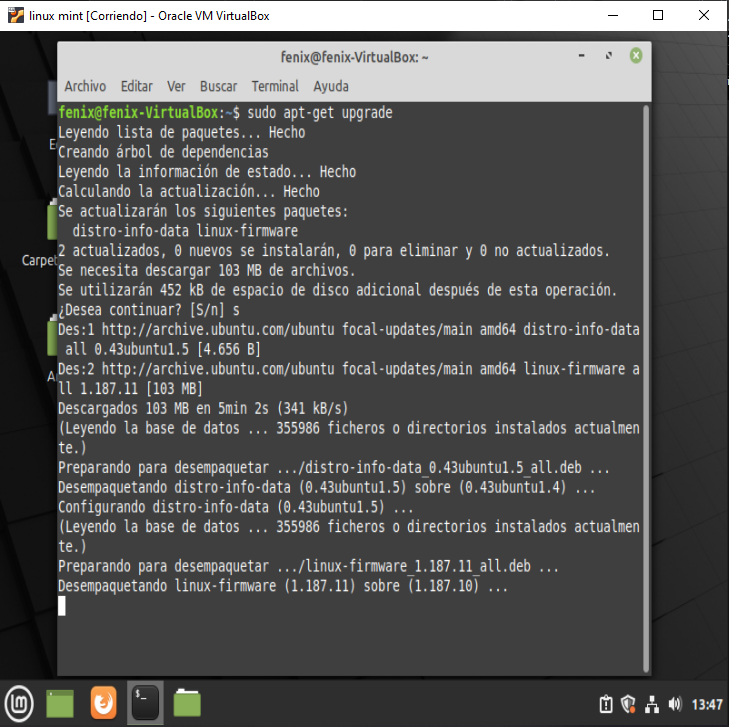 linux mint [Corriendo] - Oracle VM VirtualBox
fenix@fenix-VirtualBox: ~
Archivo Editar Ver Buscar Terminal Ayuda
fenix@fenix-VirtualBox:~$ sudo apt-get upgrade
Leyendo lista de paquetes... Hecho
Creando árbol de dependencias
Leyendo la información de estado... Hecho
Calculando la actualización... Hecho
Se actualizarán los siguientes paquetes:
distro-info-data linux-firmware
2 actualizados, 0 nuevos se instalarán, 0 para eliminar y 0 no actualizados.
Se necesita descargar 103 MB de archivos.
Se utilizarán 452 kB de espacio de disco adicional después de esta operación.
¿Desea continuar? [S/n] s
Des:1 http://archive.ubuntu.com/ubuntu focal-updates/main amd64 distro-info-data
all 0.43ubuntu1.5 [4.656 B]
Des:2 http://archive.ubuntu.com/ubuntu focal-updates/main amd64 linux-firmware a
ll 1.187.11 [103 MB]
Descargados 103 MB en 5min 2s (341 kB/s)
(Leyendo la base de datos ... 355986 ficheros o directorios instalados actualmen
te.)
Preparando para desempaquetar .../distro-info-data_0.43ubuntu1.5_all.deb ...
Desempaquetando distro-info-data (0.43ubuntu1.5) sobre (0.43ubuntu1.4) ...
Configurando distro-info-data (0.43ubuntu1.5) ...
(Leyendo la base de datos ... 355986 ficheros o directorios instalados actualmen
te.)
Preparando para desempaquetar .../linux-firmware_1.187.11_all.deb ...
Desempaquetando linux-firmware (1.187.11) sobre (1.187.10) ...
Carpet
13:47